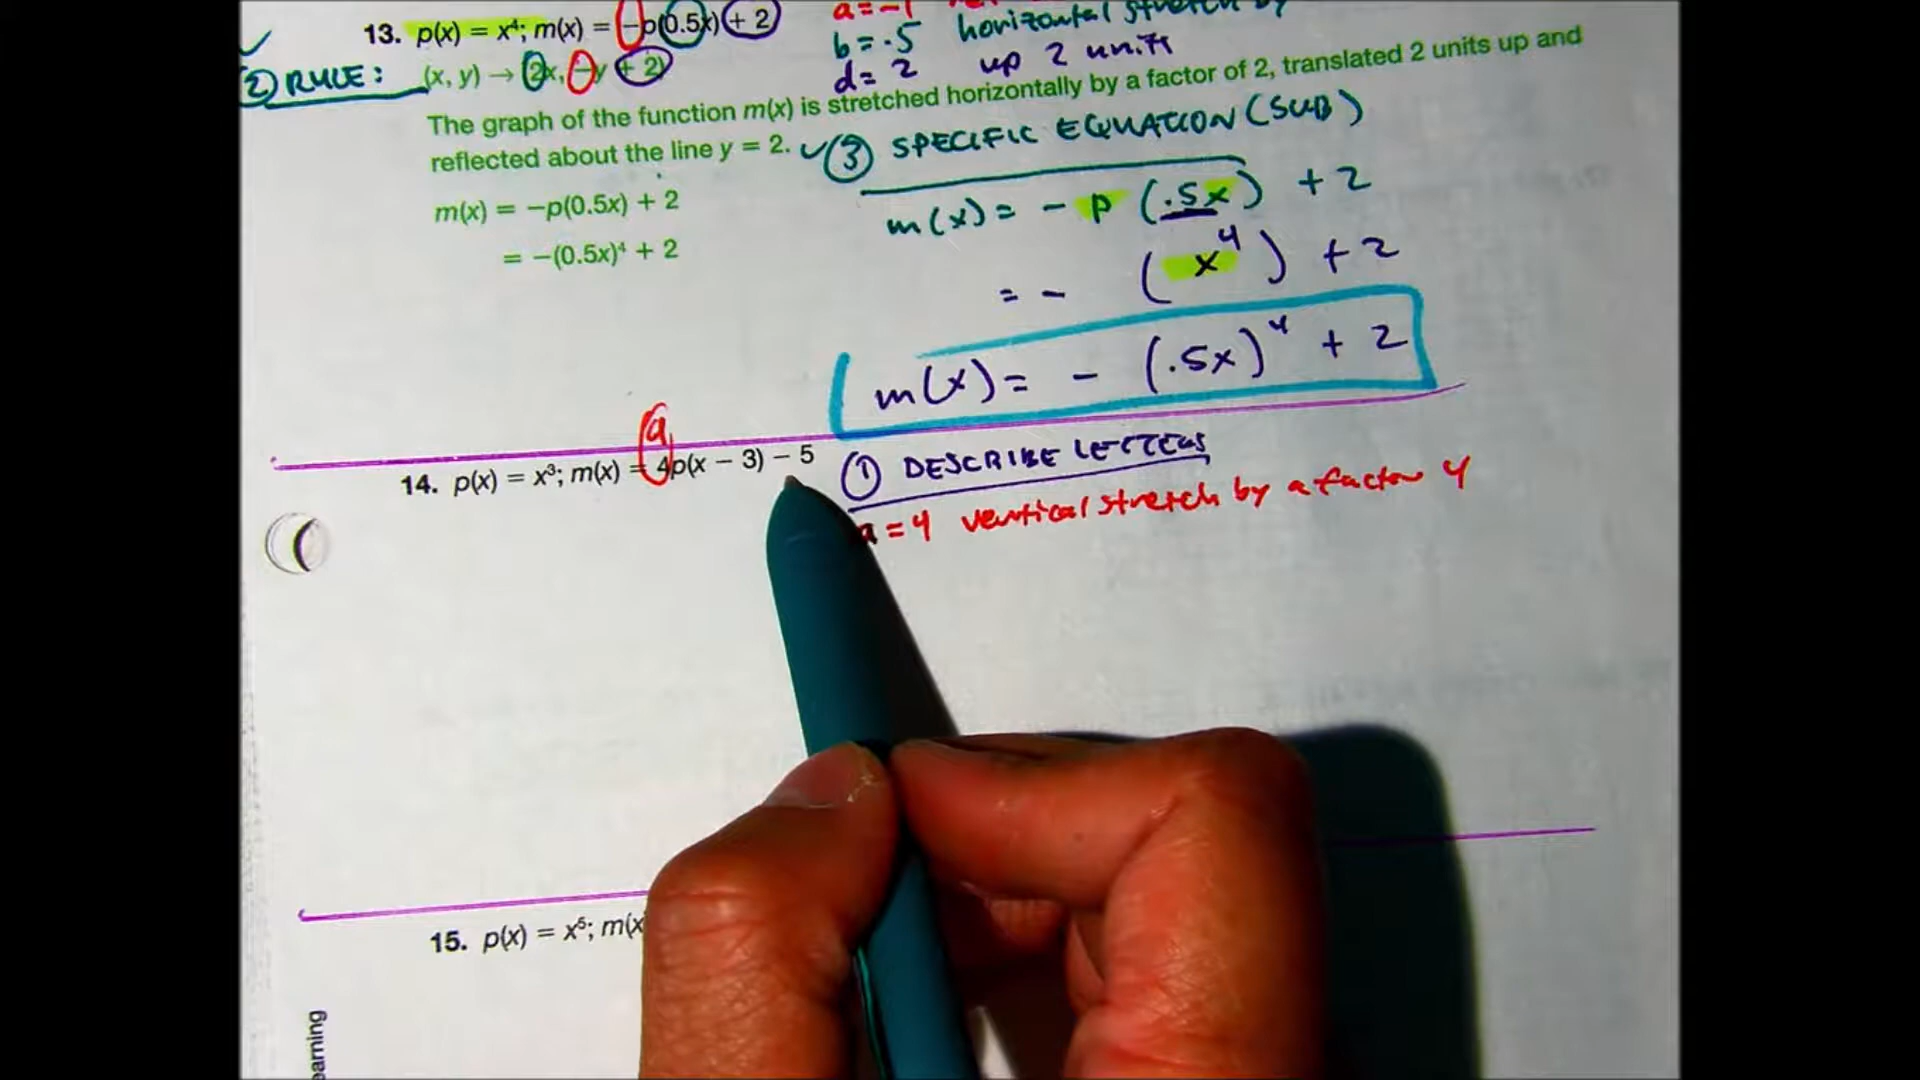 13. p(x) = x⁴; m(x) = -p(0.5x) + 2
a = -1
b = .5 horizontal stretch by
d = 2 up 2 units
② RULE: (x, y) → (2x, -y + 2)
The graph of the function m(x) is stretched horizontally by a factor of 2, translated 2 units up and
reflected about the line y = 2.
✓③ SPECIFIC EQUATION (SUB)
m(x) = -p(0.5x) + 2
= -(0.5x)⁴ + 2
m(x) = - p (.5x) + 2
= - (x⁴) + 2
m(x) = - (.5x)⁴ + 2
a
14. p(x) = x³; m(x) = 4p(x - 3) - 5
① DESCRIBE LETTERS
a = 4 vertical stretch by a factor 4
15. p(x) = x⁵; m(x
earning